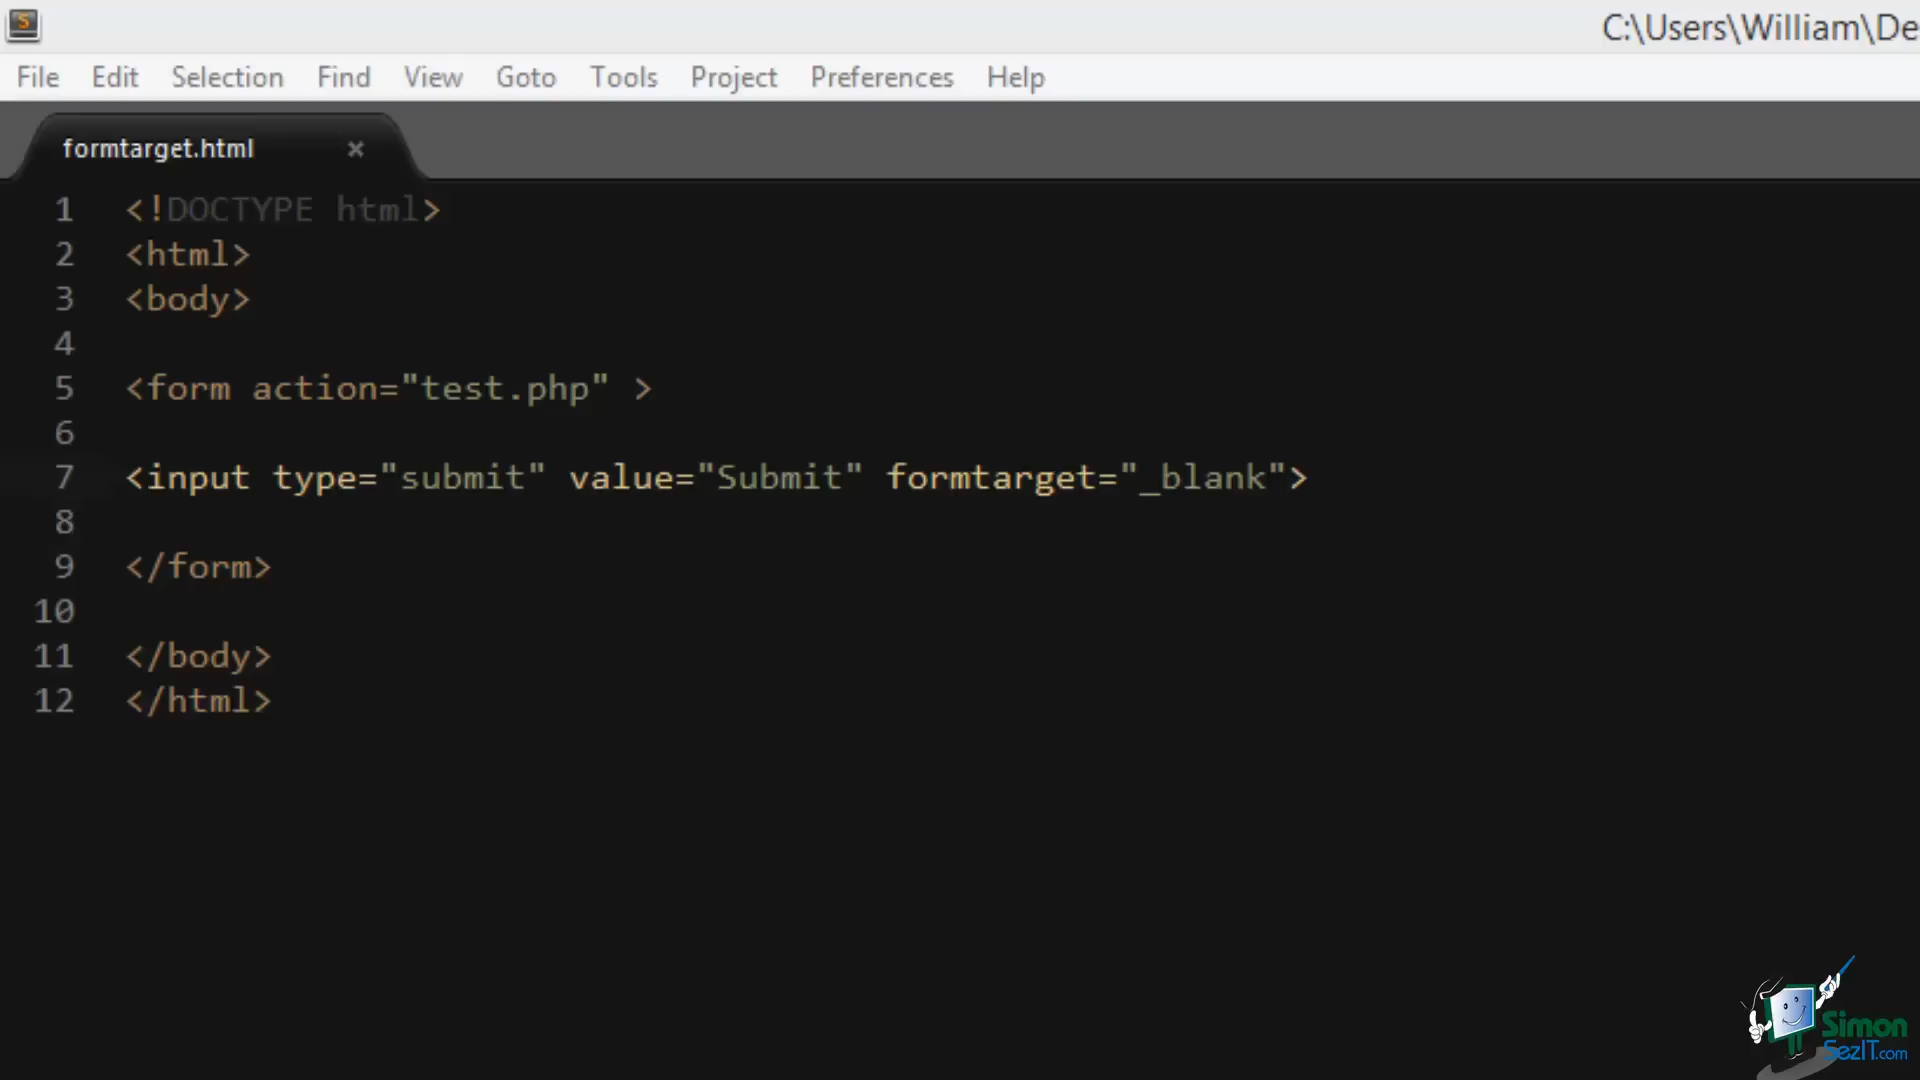 C:\Users\William\De
File Edit Selection Find View Goto Tools Project Preferences Help
formtarget.html ×
1 <!DOCTYPE html>
2 <html>
3 <body>
4
5 <form action="test.php" >
6
7 <input type="submit" value="Submit" formtarget="_blank">
8
9 </form>
10
11 </body>
12 </html>
Simon
SezIT.com